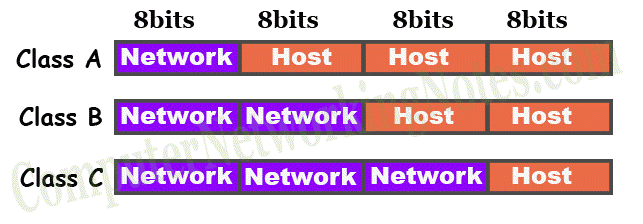 8bits 8bits 8bits 8bits
Class A Network Host Host Host
Class B Network Network Host Host
Class C Network Network Network Host
ComputerNetworkingNotes.com